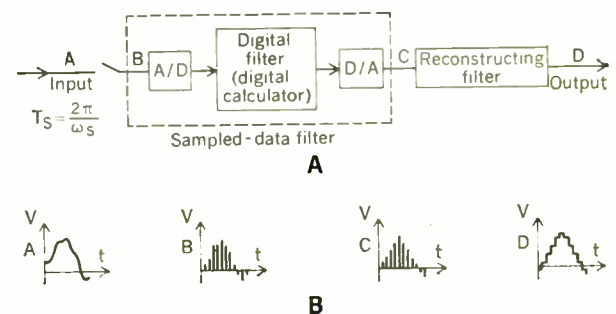 A
Input
T_S = 2π/ω_S
B
A/D
Digital
filter
(digital
calculator)
D/A
C
Reconstructing
filter
D
Output
Sampled-data filter
A
V
A
t
V
B
t
V
C
t
V
D
t
B